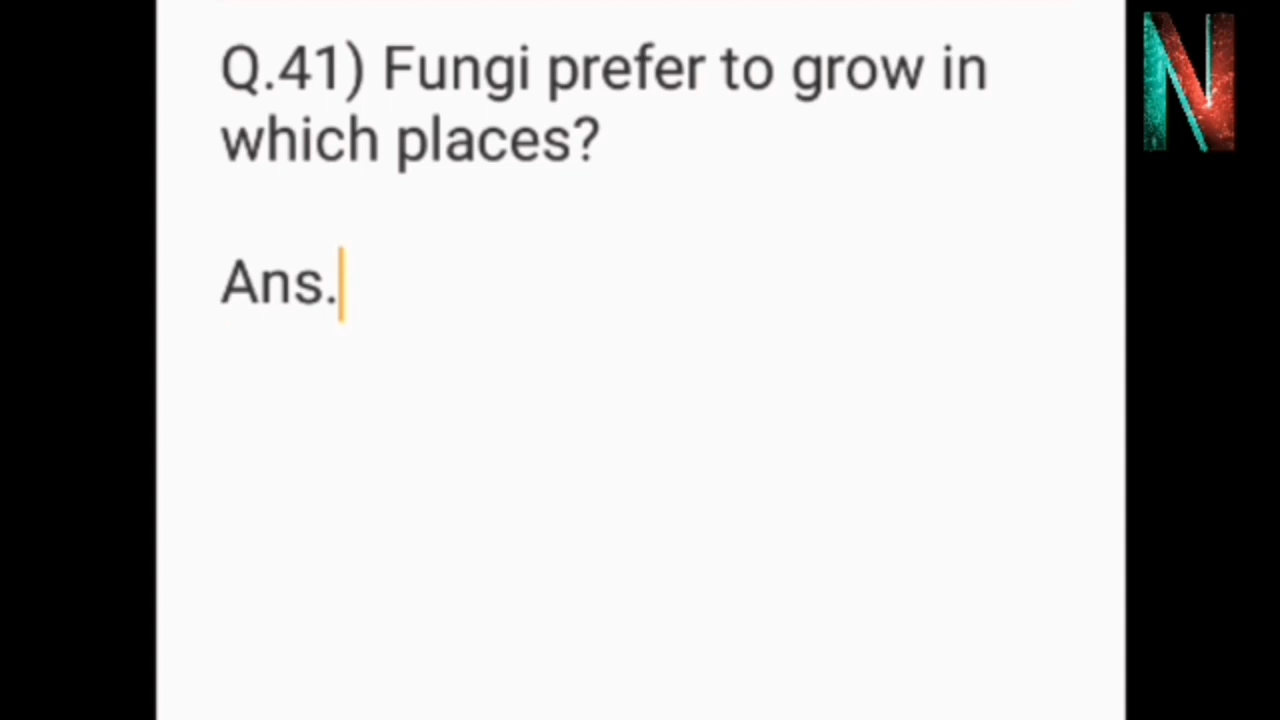 Q.41) Fungi prefer to grow in
which places?
Ans.
N